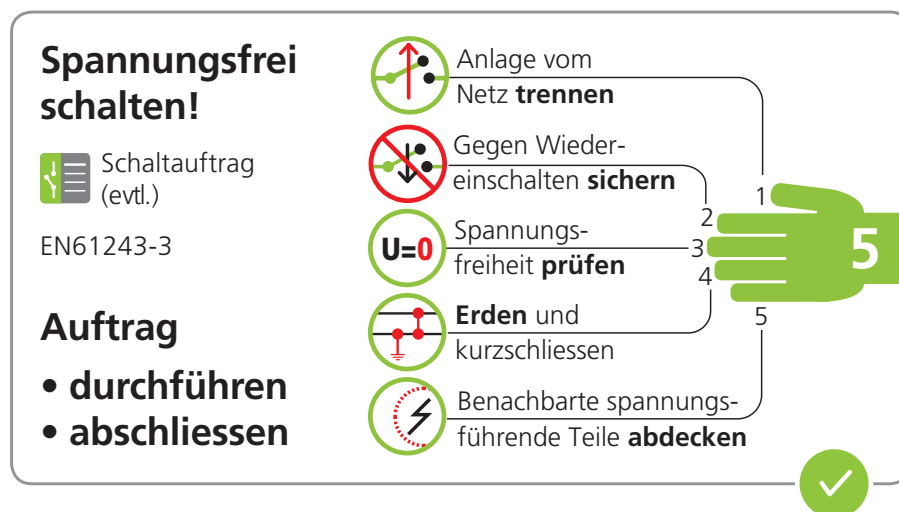 Spannungsfrei
schalten!
Schaltauftrag
(evtl.)
EN61243-3
Auftrag
• durchführen
• abschliessen
Anlage vom
Netz trennen
Gegen Wieder-
einschalten sichern
U=0
Spannungs-
freiheit prüfen
Erden und
kurzschliessen
Benachbarte spannungs-
führende Teile abdecken
1
2
3
4
5
5